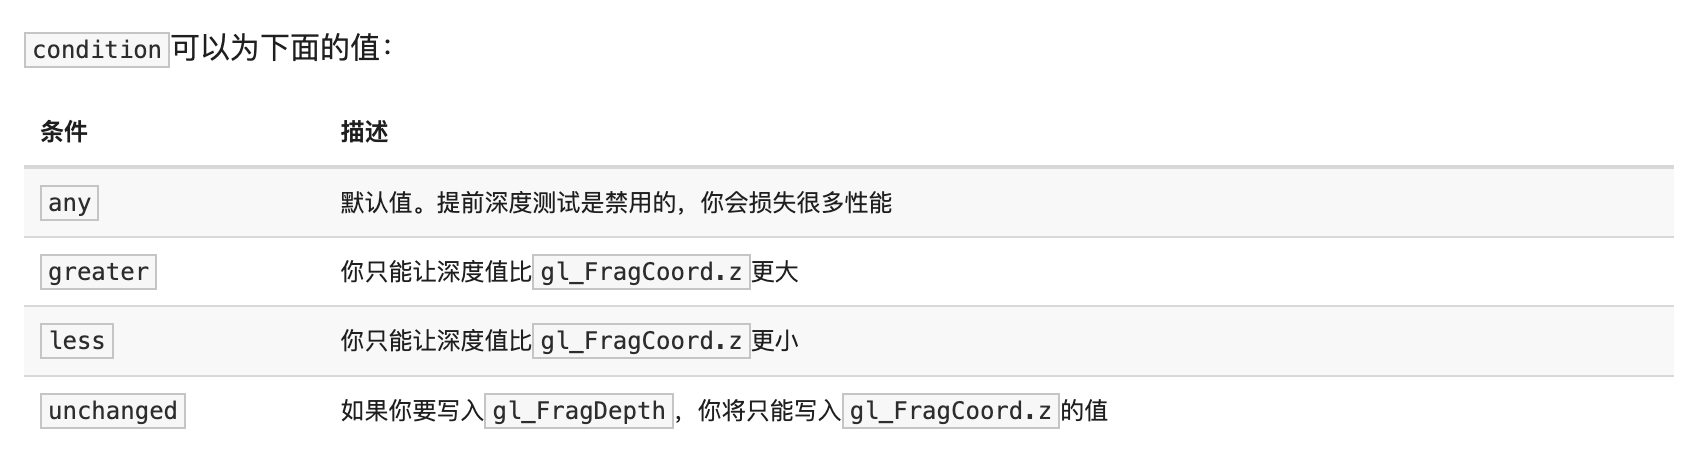 condition可以为下面的值：
条件 描述
any 默认值。提前深度测试是禁用的，你会损失很多性能
greater 你只能让深度值比gl_FragCoord.z更大
less 你只能让深度值比gl_FragCoord.z更小
unchanged 如果你要写入gl_FragDepth，你将只能写入gl_FragCoord.z的值